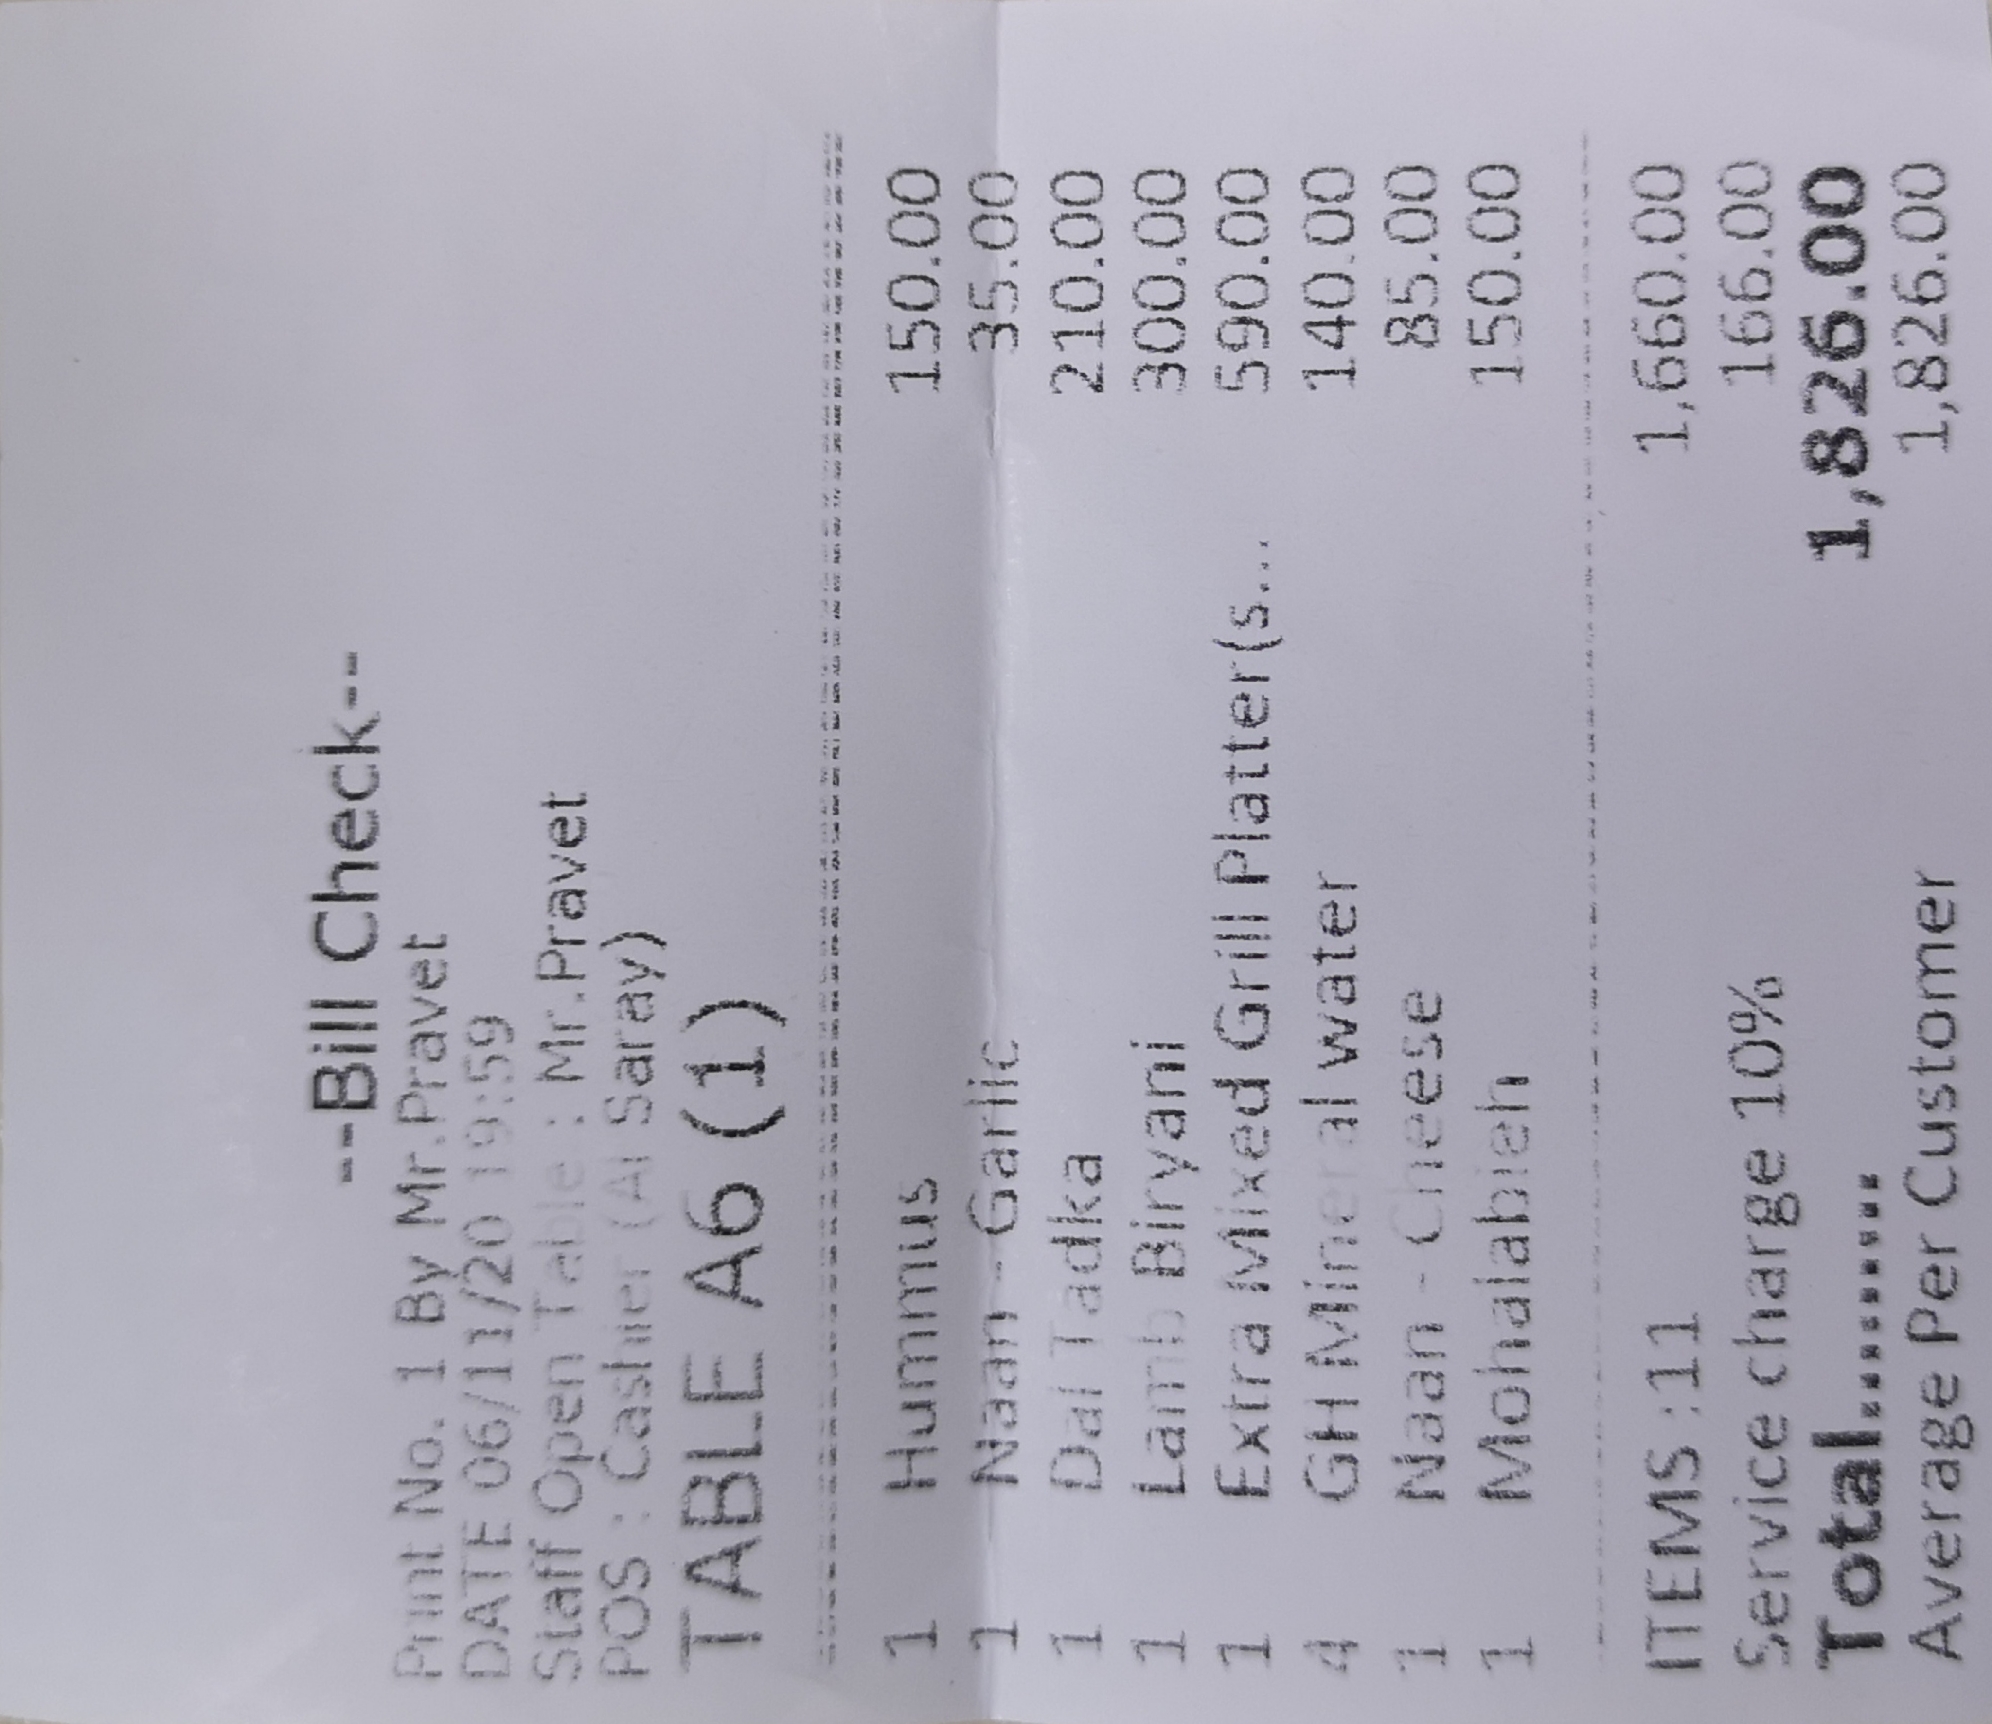 --Bill Check--
Print No. 1 By Mr.Pravet
DATE 06/11/20 19:59
Staff Open Table : Mr.Pravet
POS : Cashier (Al Saray)
TABLE A6 (1)
1 Hummus 150.00
1 Naan - Garlic 35.00
1 Dal Tadka 210.00
1 Lamb Biryani 300.00
1 Extra Mixed Grill Platter(s... 590.00
4 GH Mineral water 140.00
1 Naan - Cheese 85.00
1 Mohalabieh 150.00
ITEMS :11 1,660.00
Service charge 10% 166.00
Total......... 1,826.00
Average Per Customer 1,826.00